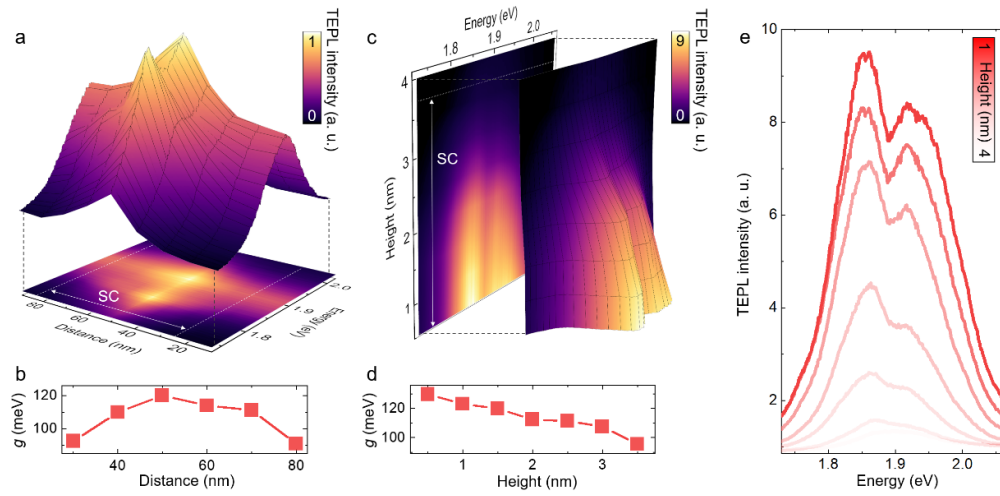 a
TEPL intensity (a. u.)
1
0
SC
80
60
40
20
Distance (nm)
1.8
1.9
2.0
Energy (eV)
b
g (meV)
120
100
40
50
60
70
80
Distance (nm)
c
Energy (eV)
1.8
1.9
2.0
TEPL intensity (a. u.)
9
0
Height (nm)
4
3
2
1
SC
d
g (meV)
120
100
1
2
3
Height (nm)
e
TEPL intensity (a. u.)
10
8
6
4
2
1.8
1.9
2.0
Energy (eV)
1 Height (nm) 4